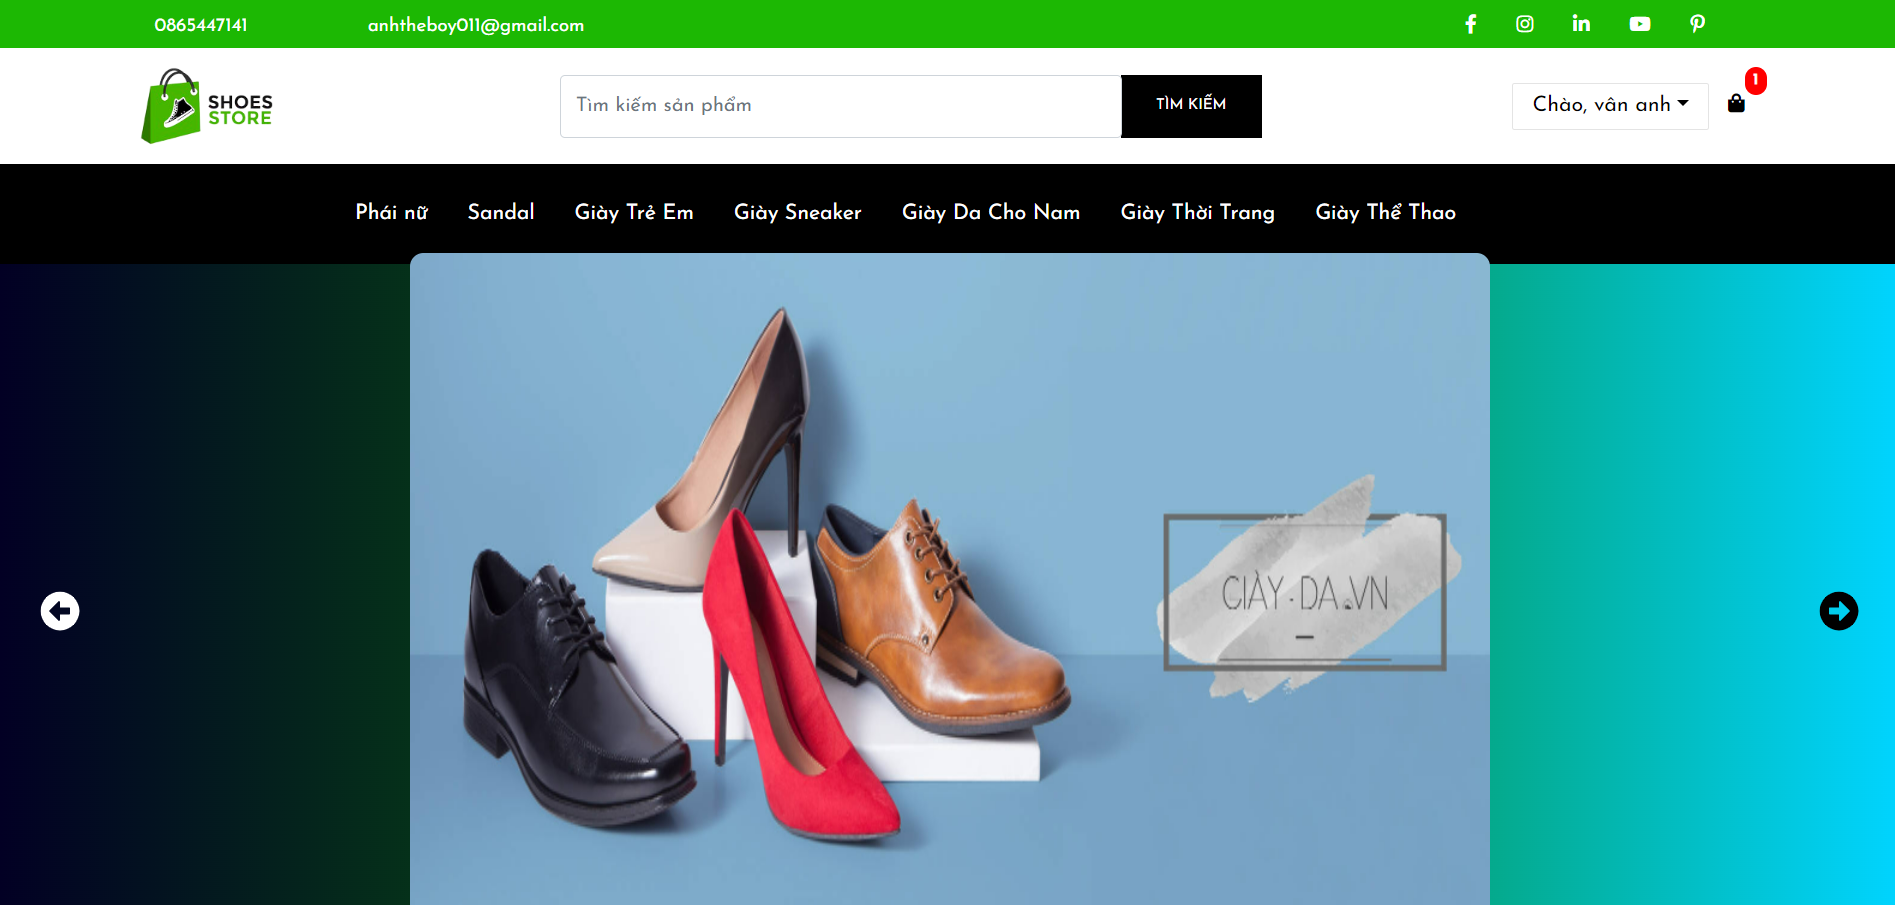 0865447141
anhtheboy011@gmail.com
SHOES
STORE
Tìm kiếm sản phẩm
TÌM KIẾM
Chào, vân anh
1
Phái nữ
Sandal
Giày Trẻ Em
Giày Sneaker
Giày Da Cho Nam
Giày Thời Trang
Giày Thể Thao
GIÀY-DA.VN